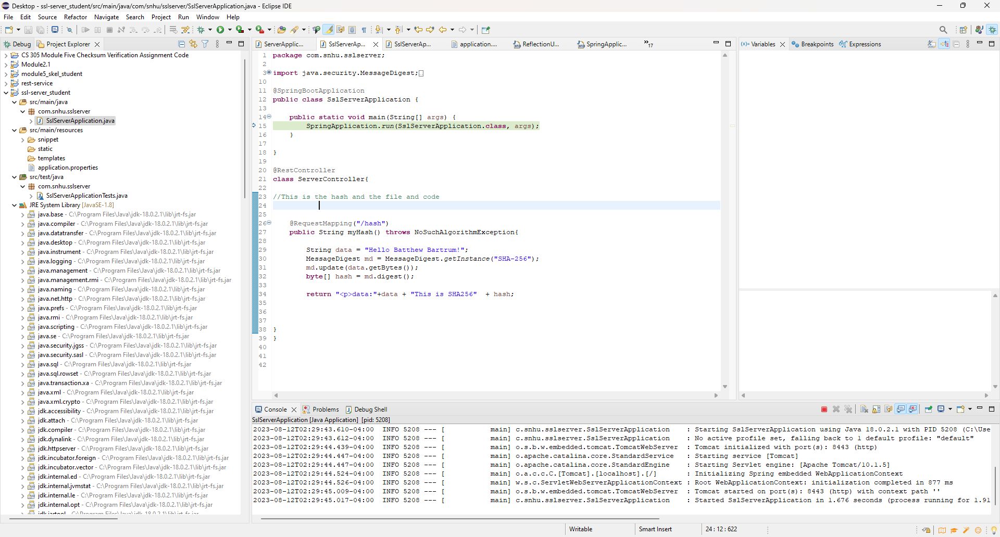 Desktop - ssl-server_student/src/main/java/com/snhu/sslserver/SslServerApplication.java - Eclipse IDE
File Edit Source Refactor Navigate Search Project Run Window Help
Debug Project Explorer
CS 305 Module Five Checksum Verification Assignment Code
Module2.1
module5_skel_student
rest-service
ssl-server_student
src/main/java
com.snhu.sslserver
SslServerApplication.java
src/main/resources
snippet
static
templates
application.properties
src/test/java
com.snhu.sslserver
SslServerApplicationTests.java
JRE System Library [JavaSE-1.8]
java.base - C:\Program Files\Java\jdk-18.0.2.1\lib\jrt-fs.jar
java.compiler - C:\Program Files\Java\jdk-18.0.2.1\lib\jrt-fs.jar
java.datatransfer - C:\Program Files\Java\jdk-18.0.2.1\lib\jrt-fs.jar
java.desktop - C:\Program Files\Java\jdk-18.0.2.1\lib\jrt-fs.jar
java.instrument - C:\Program Files\Java\jdk-18.0.2.1\lib\jrt-fs.jar
java.logging - C:\Program Files\Java\jdk-18.0.2.1\lib\jrt-fs.jar
java.management - C:\Program Files\Java\jdk-18.0.2.1\lib\jrt-fs.jar
java.management.rmi - C:\Program Files\Java\jdk-18.0.2.1\lib\jrt-fs.jar
java.naming - C:\Program Files\Java\jdk-18.0.2.1\lib\jrt-fs.jar
java.net.http - C:\Program Files\Java\jdk-18.0.2.1\lib\jrt-fs.jar
java.prefs - C:\Program Files\Java\jdk-18.0.2.1\lib\jrt-fs.jar
java.rmi - C:\Program Files\Java\jdk-18.0.2.1\lib\jrt-fs.jar
java.scripting - C:\Program Files\Java\jdk-18.0.2.1\lib\jrt-fs.jar
java.se - C:\Program Files\Java\jdk-18.0.2.1\lib\jrt-fs.jar
java.security.jgss - C:\Program Files\Java\jdk-18.0.2.1\lib\jrt-fs.jar
java.security.sasl - C:\Program Files\Java\jdk-18.0.2.1\lib\jrt-fs.jar
java.sql - C:\Program Files\Java\jdk-18.0.2.1\lib\jrt-fs.jar
java.sql.rowset - C:\Program Files\Java\jdk-18.0.2.1\lib\jrt-fs.jar
java.transaction.xa - C:\Program Files\Java\jdk-18.0.2.1\lib\jrt-fs.jar
java.xml - C:\Program Files\Java\jdk-18.0.2.1\lib\jrt-fs.jar
java.xml.crypto - C:\Program Files\Java\jdk-18.0.2.1\lib\jrt-fs.jar
jdk.accessibility - C:\Program Files\Java\jdk-18.0.2.1\lib\jrt-fs.jar
jdk.attach - C:\Program Files\Java\jdk-18.0.2.1\lib\jrt-fs.jar
jdk.compiler - C:\Program Files\Java\jdk-18.0.2.1\lib\jrt-fs.jar
jdk.dynalink - C:\Program Files\Java\jdk-18.0.2.1\lib\jrt-fs.jar
jdk.httpserver - C:\Program Files\Java\jdk-18.0.2.1\lib\jrt-fs.jar
jdk.incubator.foreign - C:\Program Files\Java\jdk-18.0.2.1\lib\jrt-fs.jar
jdk.incubator.vector - C:\Program Files\Java\jdk-18.0.2.1\lib\jrt-fs.jar
jdk.internal.ed - C:\Program Files\Java\jdk-18.0.2.1\lib\jrt-fs.jar
jdk.internal.jvmstat - C:\Program Files\Java\jdk-18.0.2.1\lib\jrt-fs.jar
jdk.internal.le - C:\Program Files\Java\jdk-18.0.2.1\lib\jrt-fs.jar
jdk.internal.opt - C:\Program Files\Java\jdk-18.0.2.1\lib\jrt-fs.jar
ServerApplic... SslServerAp... SslServerAp... application.... ReflectionU... SpringApplic... 17
1 package com.snhu.sslserver;
2
3 import java.security.MessageDigest;
10
11 @SpringBootApplication
12 public class SslServerApplication {
13
14 public static void main(String[] args) {
15 SpringApplication.run(SslServerApplication.class, args);
16 }
17
18 }
19
20 @RestController
21 class ServerController{
22
23 //This is the hash and the file and code
24
25
26 @RequestMapping("/hash")
27 public String myHash() throws NoSuchAlgorithmException{
28
29 String data = "Hello Batthew Bartrum!";
30 MessageDigest md = MessageDigest.getInstance("SHA-256");
31 md.update(data.getBytes());
32 byte[] hash = md.digest();
33
34 return "<p>data:"+data + "This is SHA256" + hash;
35
36
37
38 }
39 }
40
41
42
Variables Breakpoints Expressions
Console Problems Debug Shell
SslServerApplication [Java Application] [pid: 5208]
2023-08-12T02:29:43.610-04:00 INFO 5208 --- [ main] c.snhu.sslserver.SslServerApplication : Starting SslServerApplication using Java 18.0.2.1 with PID 5208 (C:\Use
2023-08-12T02:29:43.612-04:00 INFO 5208 --- [ main] c.snhu.sslserver.SslServerApplication : No active profile set, falling back to 1 default profile: "default"
2023-08-12T02:29:44.439-04:00 INFO 5208 --- [ main] o.s.b.w.embedded.tomcat.TomcatWebServer : Tomcat initialized with port(s): 8443 (http)
2023-08-12T02:29:44.447-04:00 INFO 5208 --- [ main] o.apache.catalina.core.StandardService : Starting service [Tomcat]
2023-08-12T02:29:44.447-04:00 INFO 5208 --- [ main] o.apache.catalina.core.StandardEngine : Starting Servlet engine: [Apache Tomcat/10.1.5]
2023-08-12T02:29:44.524-04:00 INFO 5208 --- [ main] o.a.c.c.C.[Tomcat].[localhost].[/] : Initializing Spring embedded WebApplicationContext
2023-08-12T02:29:44.526-04:00 INFO 5208 --- [ main] w.s.c.ServletWebServerApplicationContext : Root WebApplicationContext: initialization completed in 877 ms
2023-08-12T02:29:45.009-04:00 INFO 5208 --- [ main] o.s.b.w.embedded.tomcat.TomcatWebServer : Tomcat started on port(s): 8443 (http) with context path ''
2023-08-12T02:29:45.017-04:00 INFO 5208 --- [ main] c.snhu.sslserver.SslServerApplication : Started SslServerApplication in 1.676 seconds (process running for 1.91
Writable Smart Insert 24 : 12 : 622